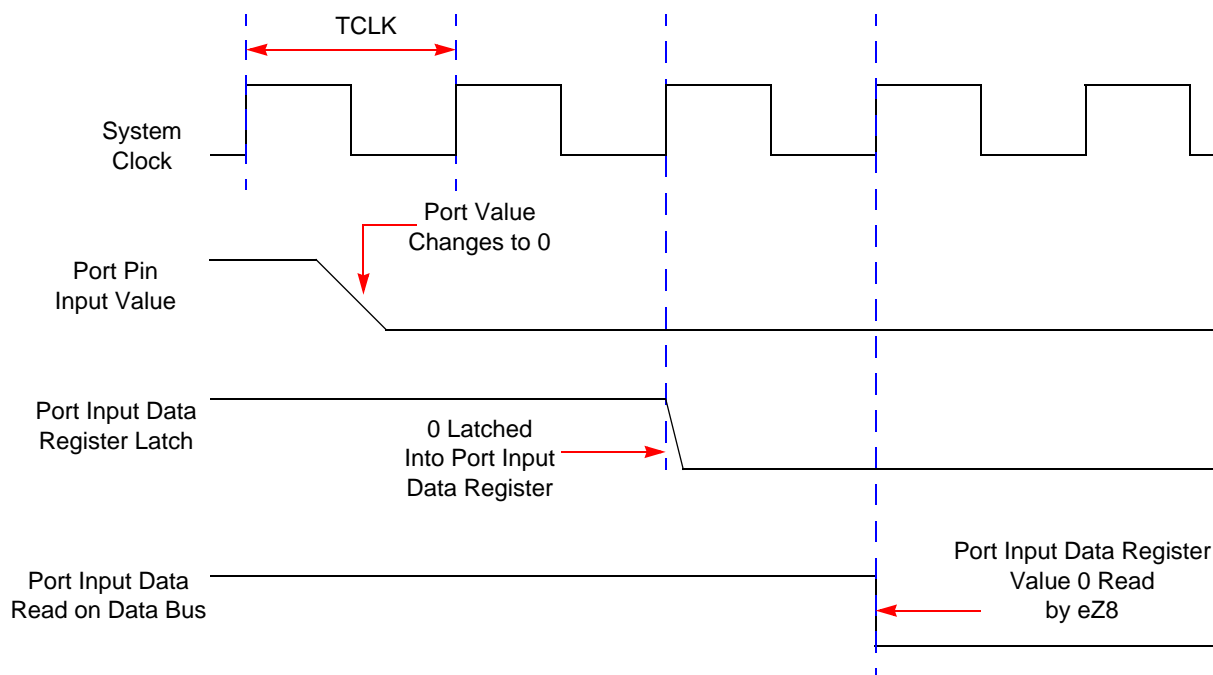 TCLK
System
Clock
Port Value
Changes to 0
Port Pin
Input Value
Port Input Data
Register Latch
0 Latched
Into Port Input
Data Register
Port Input Data Register
Value 0 Read
by eZ8
Port Input Data
Read on Data Bus